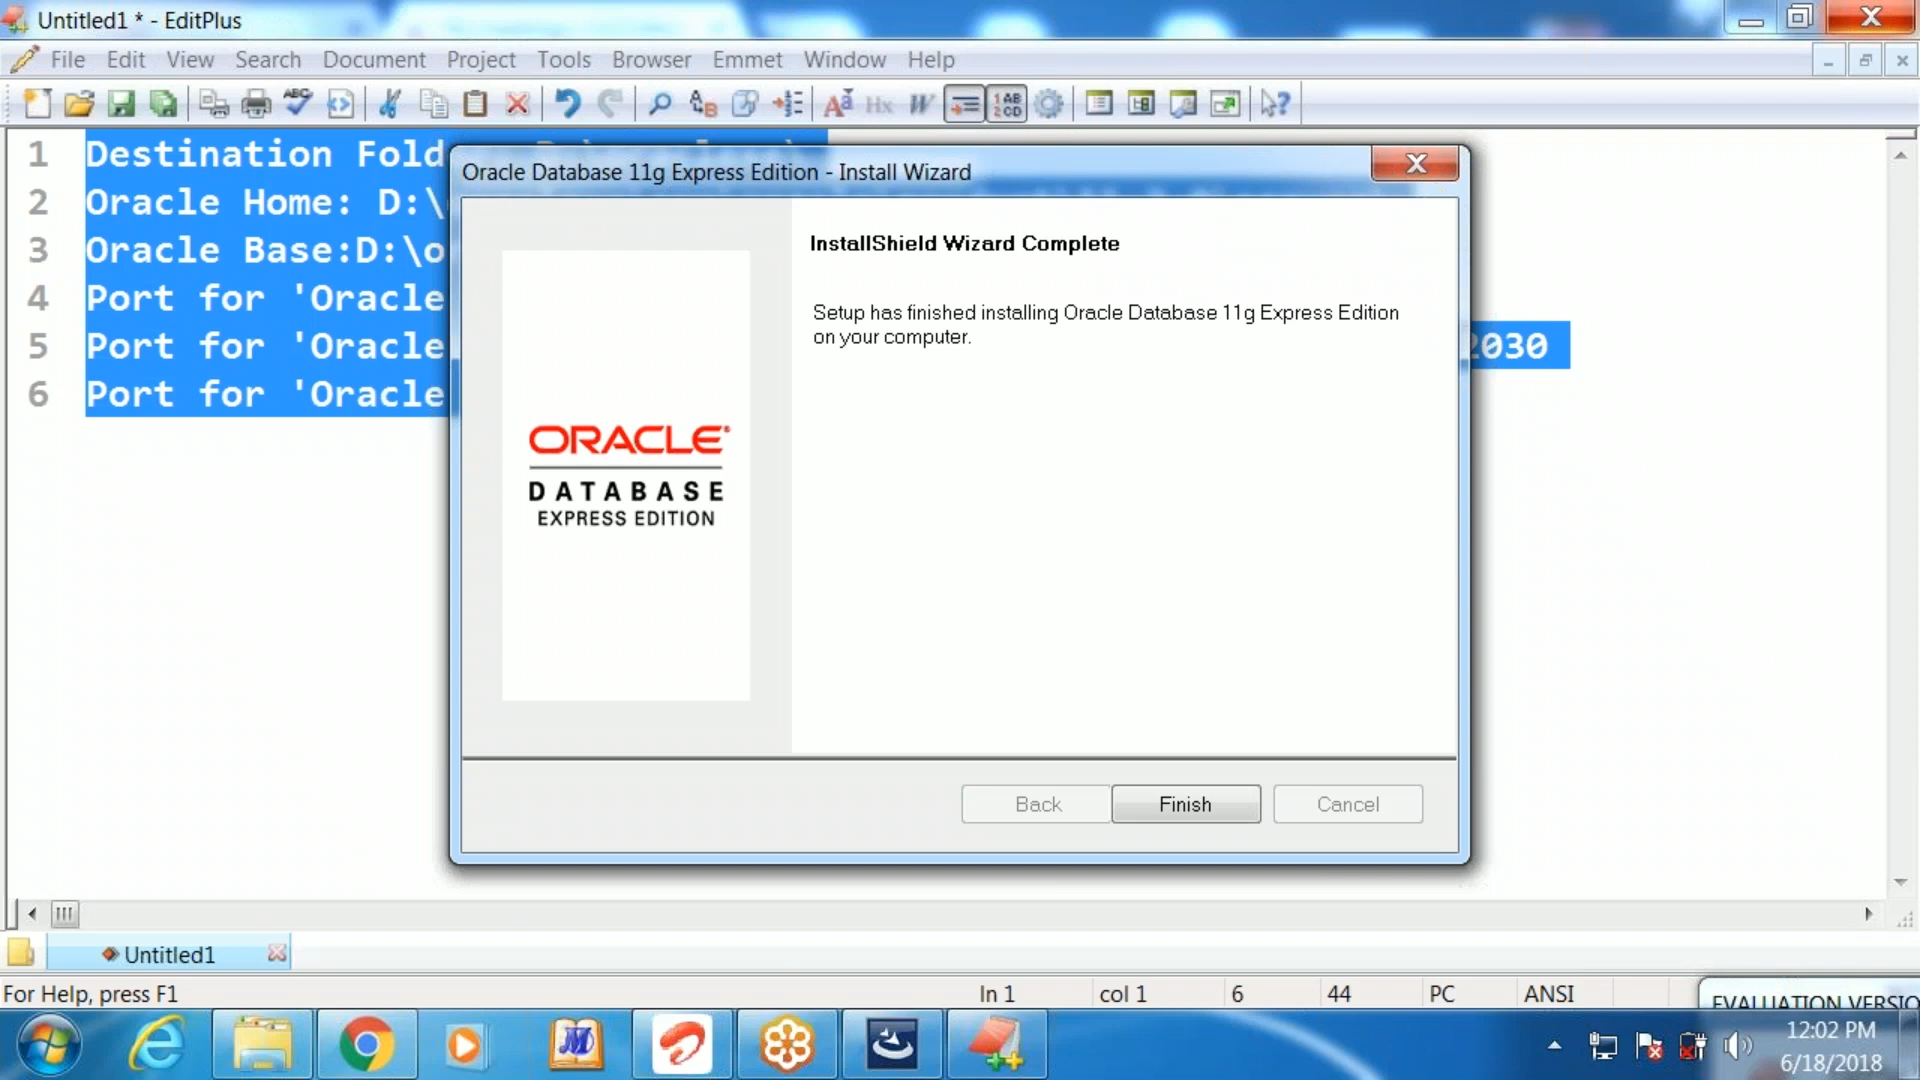 Untitled1 * - EditPlus
File Edit View Search Document Project Tools Browser Emmet Window Help
1 Destination Fold
2 Oracle Home: D:\
3 Oracle Base:D:\o
4 Port for 'Oracle
5 Port for 'Oracle 2030
6 Port for 'Oracle
Oracle Database 11g Express Edition - Install Wizard
InstallShield Wizard Complete
Setup has finished installing Oracle Database 11g Express Edition
on your computer.
ORACLE
DATABASE
EXPRESS EDITION
Back Finish Cancel
Untitled1
For Help, press F1 ln 1 col 1 6 44 PC ANSI
EVALUATION VERSIO
12:02 PM
6/18/2018